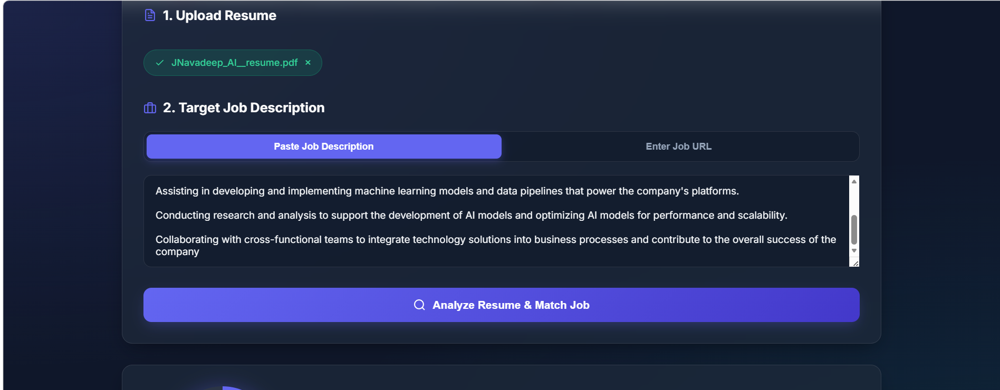 1. Upload Resume
JNavadeep_AI__resume.pdf ×
2. Target Job Description
Paste Job Description
Enter Job URL
Assisting in developing and implementing machine learning models and data pipelines that power the company's platforms.
Conducting research and analysis to support the development of AI models and optimizing AI models for performance and scalability.
Collaborating with cross-functional teams to integrate technology solutions into business processes and contribute to the overall success of the
company
Analyze Resume & Match Job